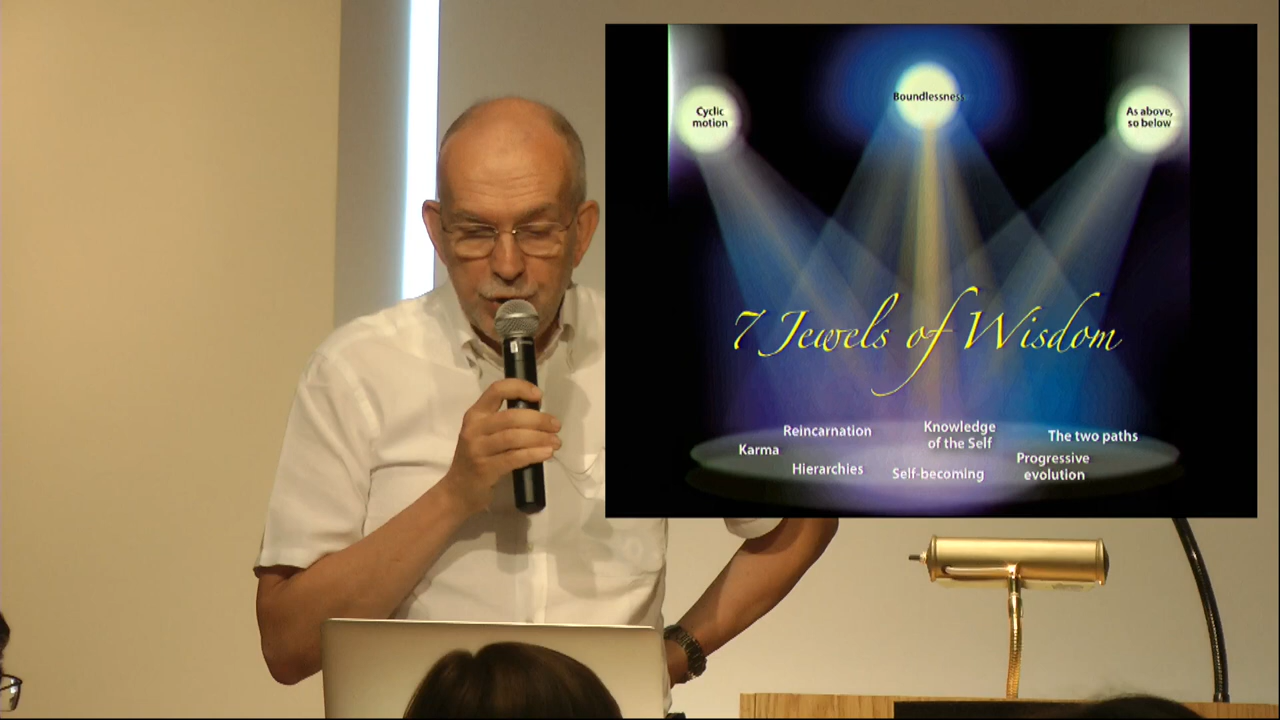 Cyclic
motion
Boundlessness
As above,
so below
7 Jewels of Wisdom
Reincarnation
Karma
Hierarchies
Knowledge
of the Self
Self-becoming
The two paths
Progressive
evolution